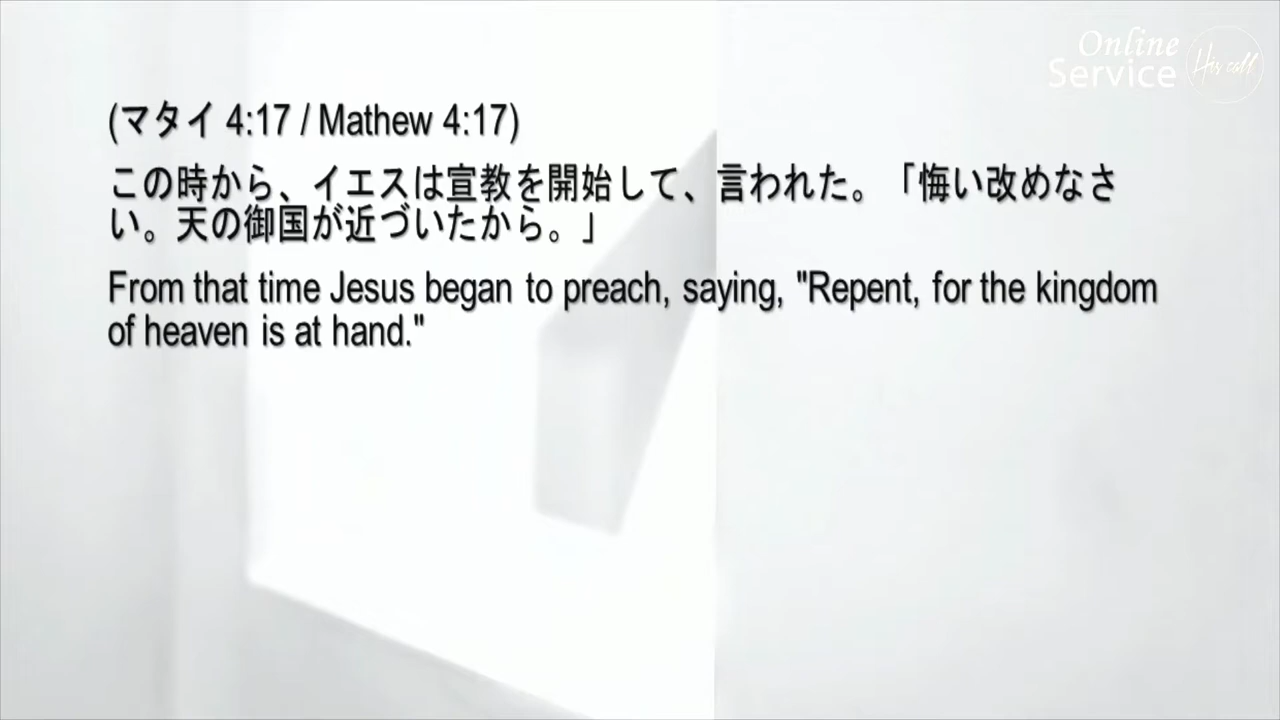 Online
Service
His call
(マタイ 4:17 / Mathew 4:17)
この時から、イエスは宣教を開始して、言われた。「悔い改めなさ
い。天の御国が近づいたから。」
From that time Jesus began to preach, saying, "Repent, for the kingdom
of heaven is at hand."